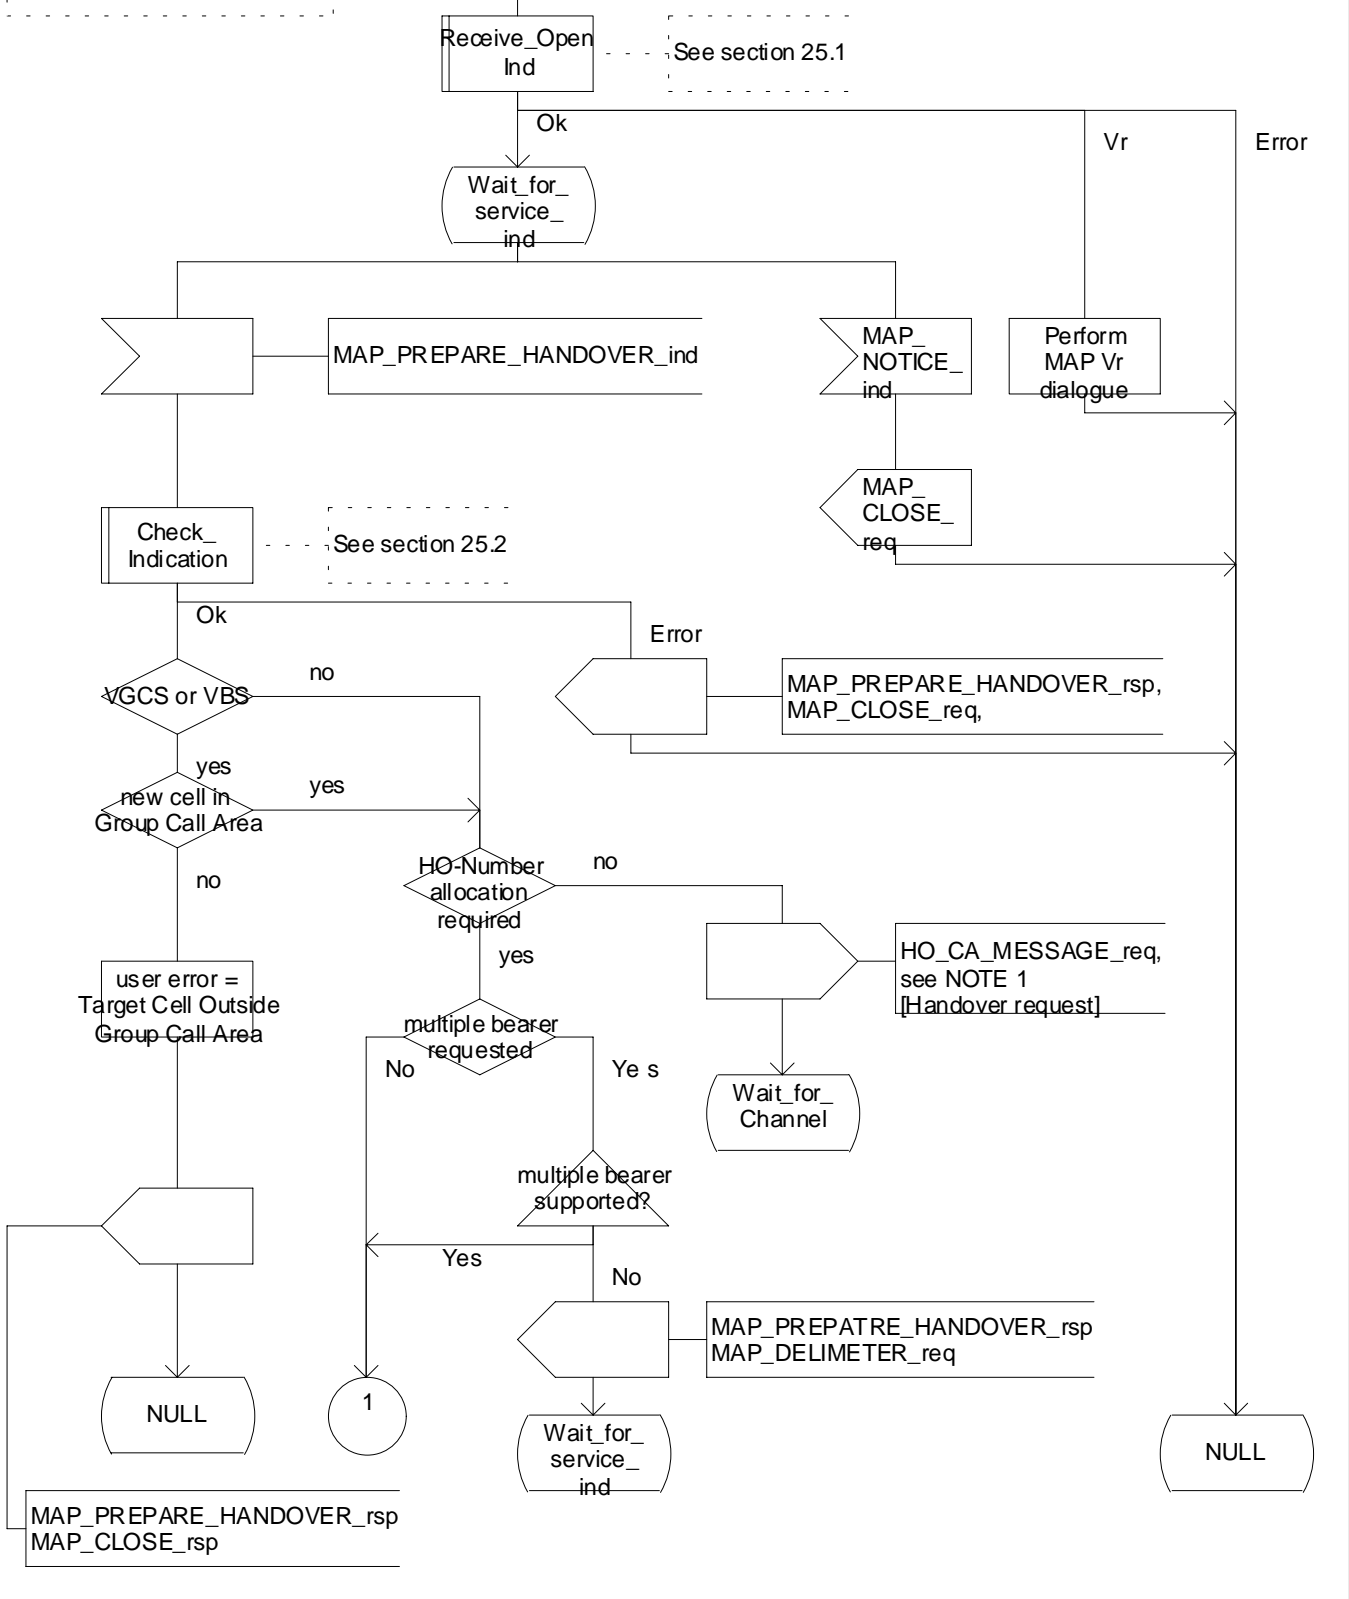 Receive_Open
Ind
See section 25.1
Ok
Vr
Error
Wait_for_
service_
ind
MAP_PREPARE_HANDOVER_ind
MAP_
NOTICE_
ind
Perform
MAP Vr
dialogue
MAP_
CLOSE_
req
Check_
Indication
See section 25.2
Ok
Error
no
VGCS or VBS
MAP_PREPARE_HANDOVER_rsp,
MAP_CLOSE_req,
yes
new cell in
Group Call Area
yes
no
HO-Number
allocation
required
no
yes
HO_CA_MESSAGE_req,
see NOTE 1
[Handover request]
user error =
Target Cell Outside
Group Call Area
multiple bearer
requested
No
Ye s
Wait_for_
Channel
multiple bearer
supported?
Yes
No
MAP_PREPATRE_HANDOVER_rsp
MAP_DELIMETER_req
NULL
1
Wait_for_
service_
ind
NULL
MAP_PREPARE_HANDOVER_rsp
MAP_CLOSE_rsp